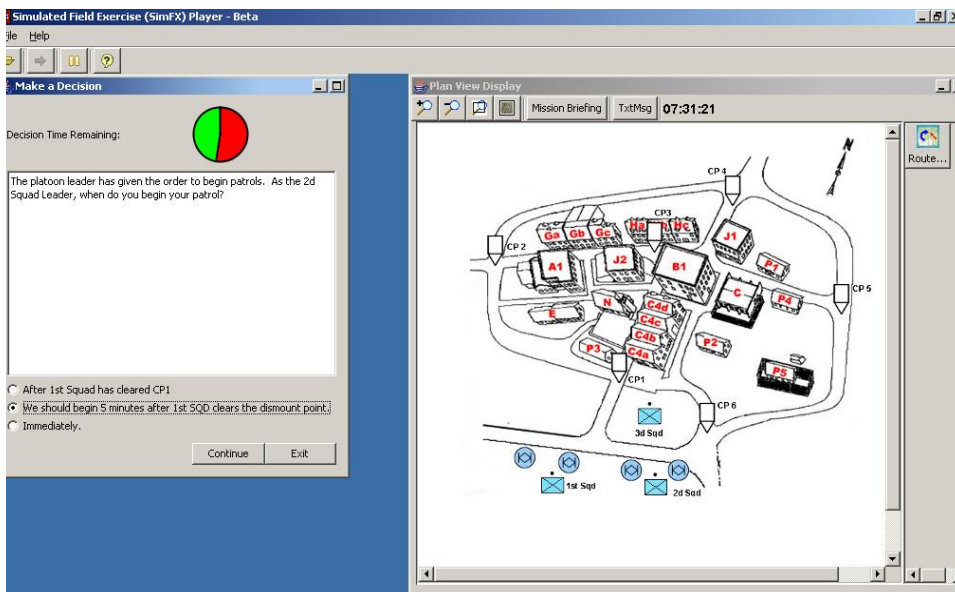 Simulated Field Exercise (SimFX) Player - Beta
File Help
Make a Decision
Decision Time Remaining:
The platoon leader has given the order to begin patrols. As the 2d
Squad Leader, when do you begin your patrol?
After 1st Squad has cleared CP1
We should begin 5 minutes after 1st SQD clears the dismount point.
Immediately.
Continue Exit
Plan View Display
Mission Briefing TxtMsg 07:31:21
Route...
N
CP 4
Ga Gb Gc
Ha Hc
CP3
J1
CP 2
A1 J2 B1
P1
C P4
CP 5
E N C4d
C4c
C4b
P3 C4a
P2
P5
CP1
CP 6
3d Sqd
1st Sqd
2d Sqd